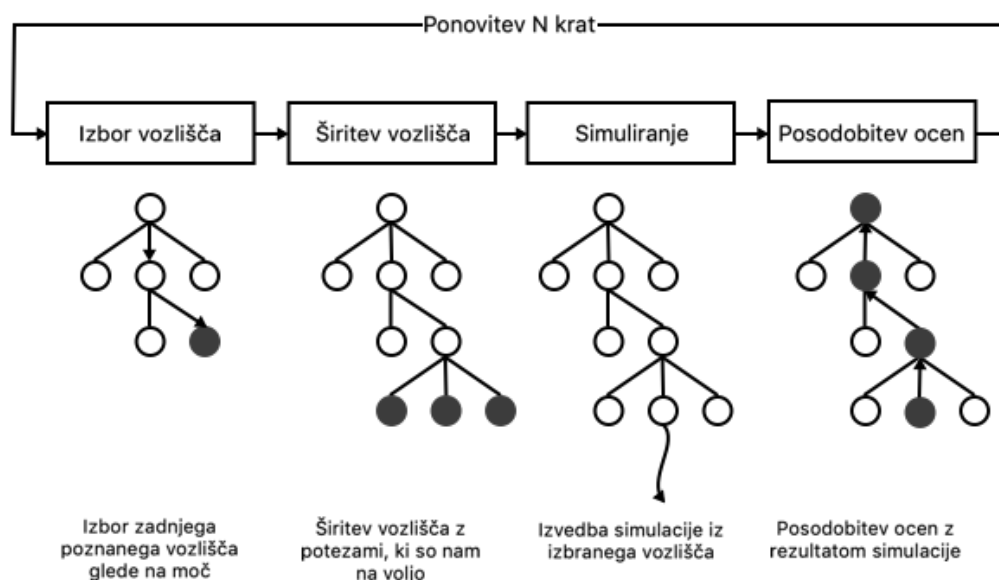 Ponovitev N krat
Izbor vozlišča
Širitev vozlišča
Simuliranje
Posodobitev ocen
Izbor zadnjega
poznanega vozlišča
glede na moč
Širitev vozlišča z
potezami, ki so nam
na voljo
Izvedba simulacije iz
izbranega vozlišča
Posodobitev ocen z
rezultatom simulacije